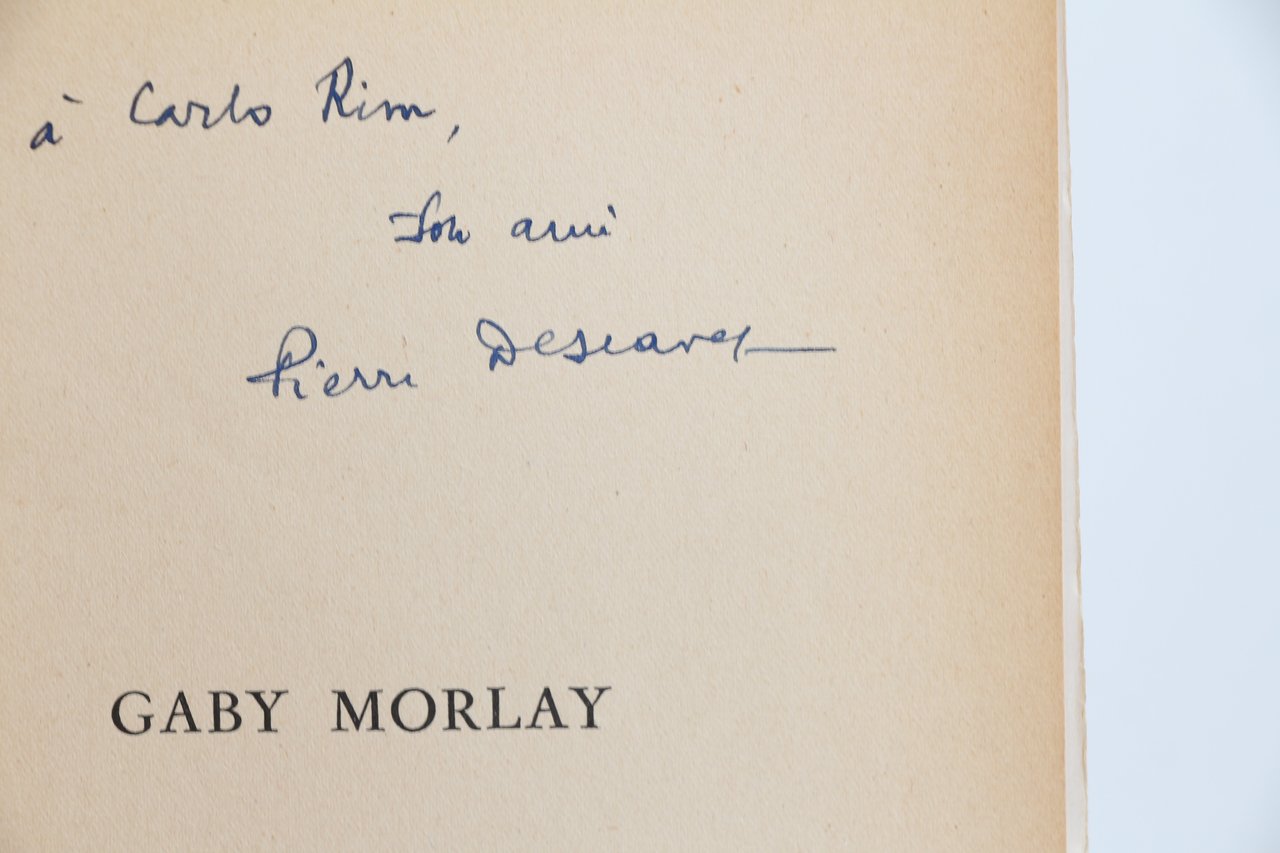 à Carlo Rim,
son ami
Pierre Descaves
GABY MORLAY